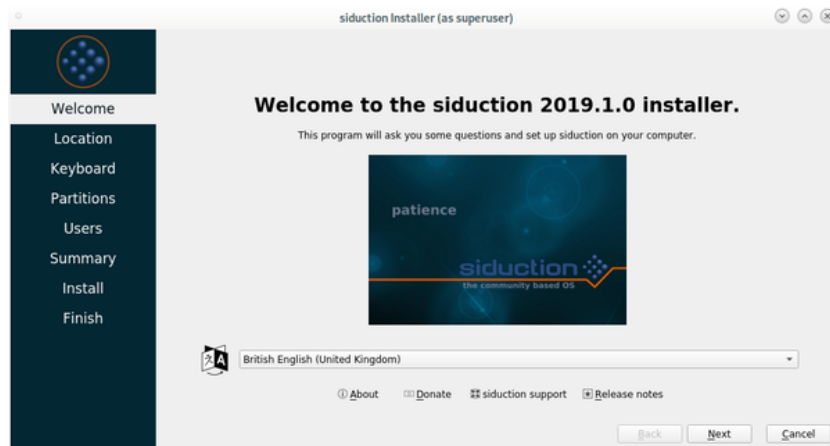 siduction Installer (as superuser)
Welcome
Location
Keyboard
Partitions
Users
Summary
Install
Finish
Welcome to the siduction 2019.1.0 installer.
This program will ask you some questions and set up siduction on your computer.
patience
siduction
the community based OS
British English (United Kingdom)
About Donate siduction support Release notes
Back Next Cancel